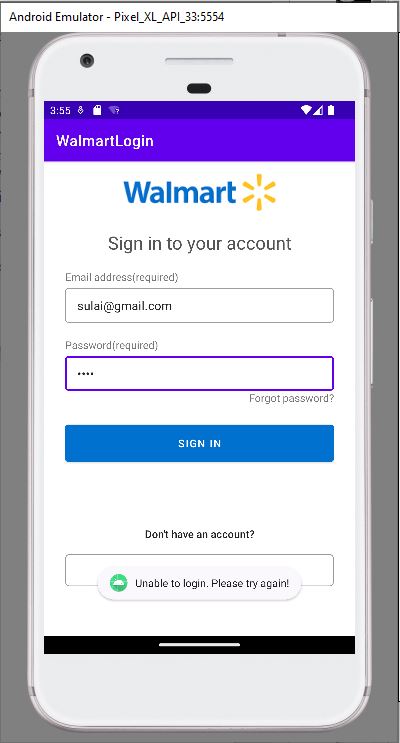 Android Emulator - Pixel_XL_API_33:5554
3:55
WalmartLogin
Walmart
Sign in to your account
Email address(required)
sulai@gmail.com
Password(required)
••••
Forgot password?
SIGN IN
Don't have an account?
Unable to login. Please try again!